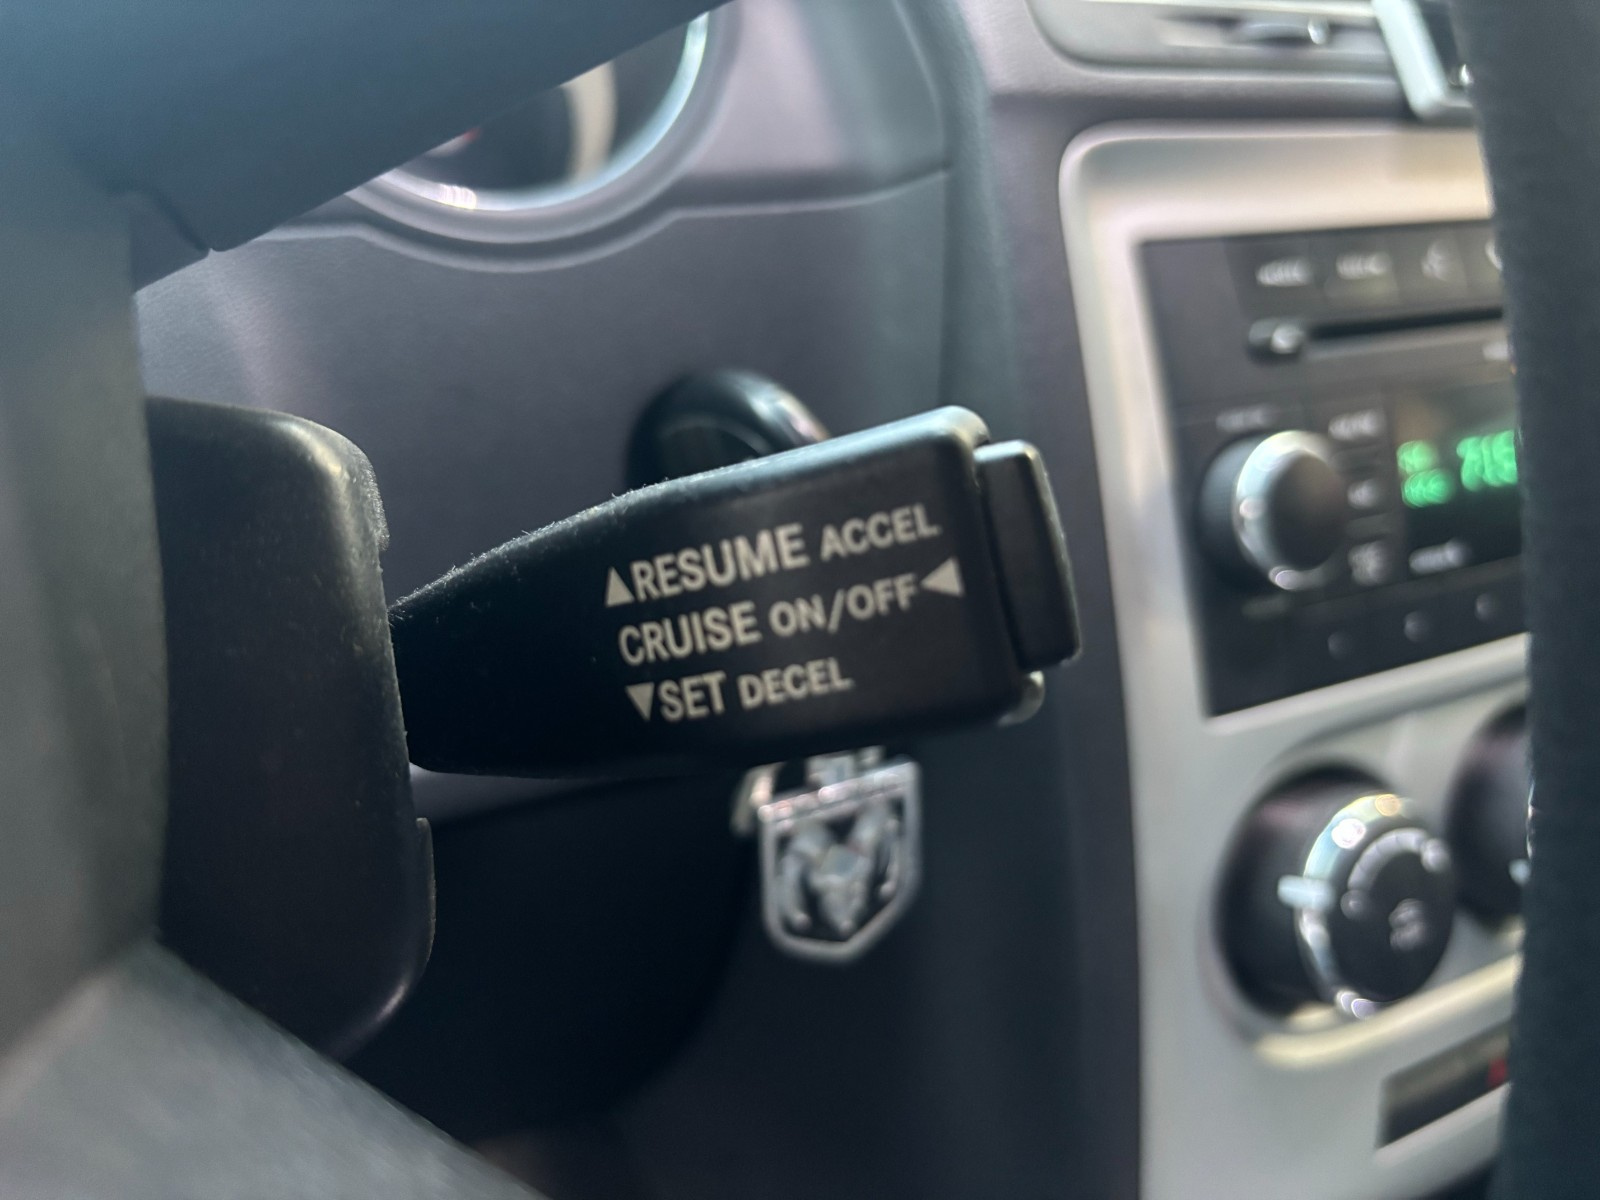 ▲RESUME ACCEL
CRUISE ON/OFF◀
▼SET DECEL